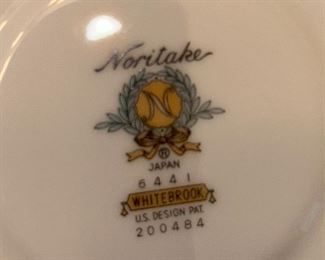 Noritake
N
®
JAPAN
6441
WHITEBROOK
U.S. DESIGN PAT.
200484